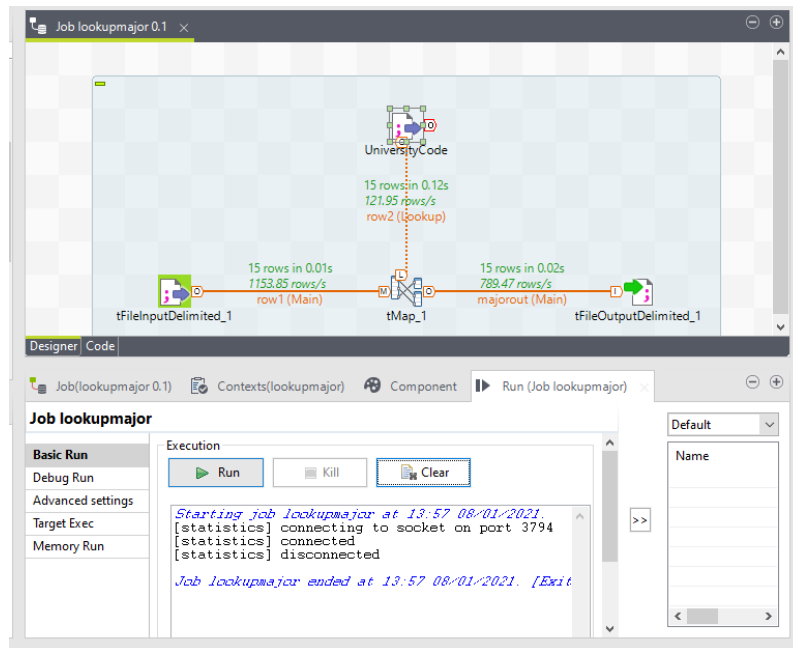 Job lookupmajor 0.1
UniversityCode
15 rows in 0.12s
121.95 rows/s
row2 (Lookup)
15 rows in 0.01s
1153.85 rows/s
row1 (Main)
15 rows in 0.02s
789.47 rows/s
majorout (Main)
tFileInputDelimited_1
tMap_1
tFileOutputDelimited_1
O
O
M
L
O
I
Designer
Code
Job(lookupmajor 0.1)
Contexts(lookupmajor)
Component
Run (Job lookupmajor)
Job lookupmajor
Default
Basic Run
Debug Run
Advanced settings
Target Exec
Memory Run
Execution
Run
Kill
Clear
Starting job lookupmajor at 13:57 08/01/2021.
[statistics] connecting to socket on port 3794
[statistics] connected
[statistics] disconnected
Job lookupmajor ended at 13:57 08/01/2021. [Exit
>>
Name